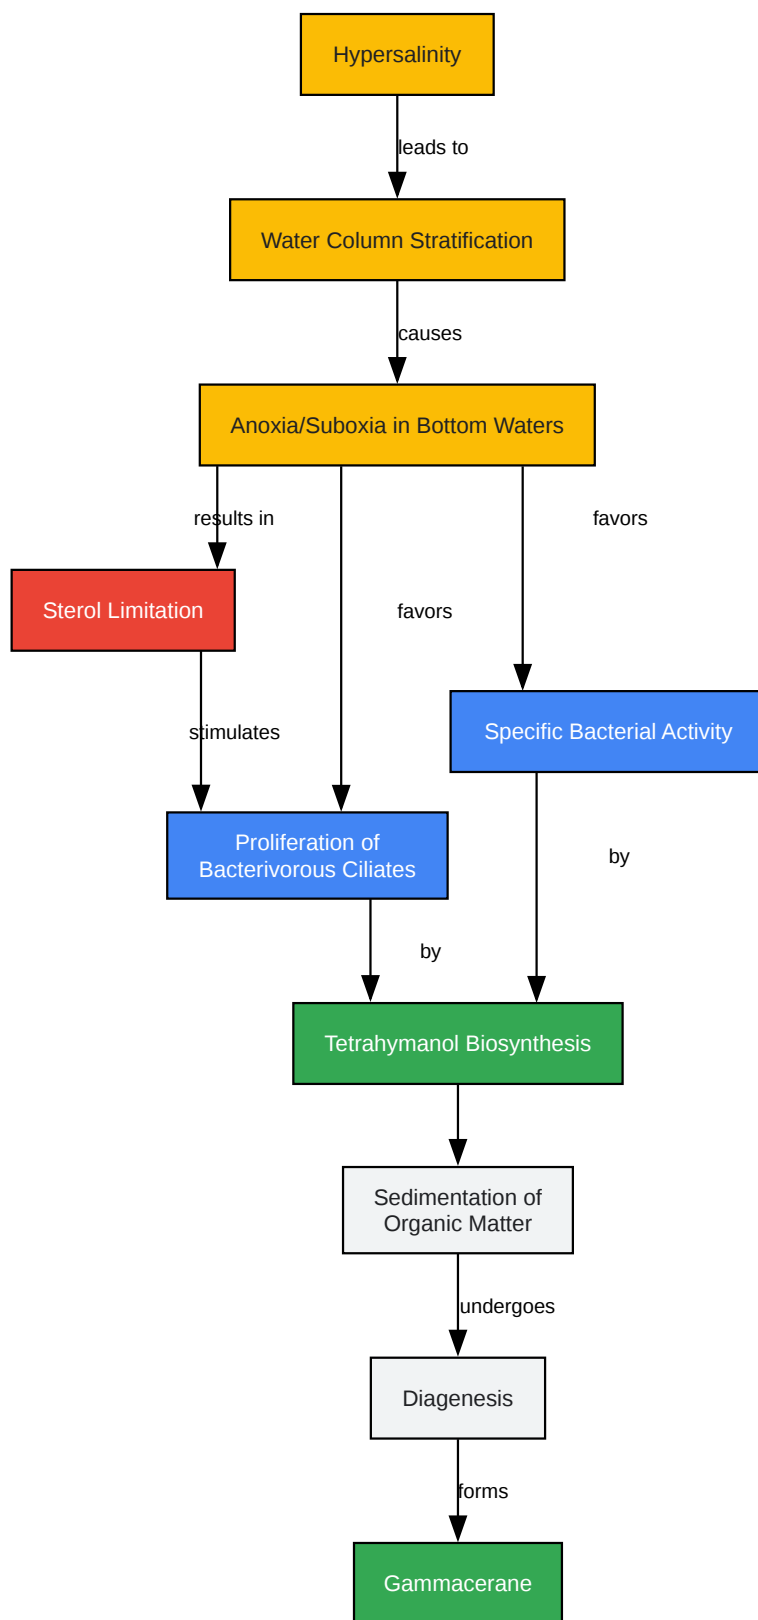 Hypersalinity
leads to
Water Column Stratification
causes
Anoxia/Suboxia in Bottom Waters
results in
favors
Sterol Limitation
favors
stimulates
Specific Bacterial Activity
Proliferation of
Bacterivorous Ciliates
by
by
Tetrahymanol Biosynthesis
Sedimentation of
Organic Matter
undergoes
Diagenesis
forms
Gammacerane